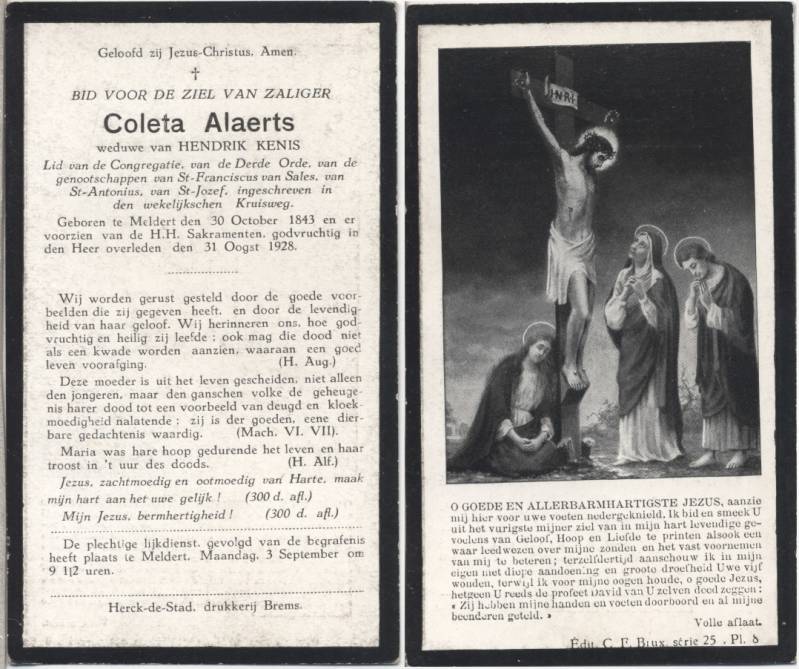 Geloofd zij Jezus-Christus. Amen.
†
BID VOOR DE ZIEL VAN ZALIGER
Coleta Alaerts
weduwe van HENDRIK KENIS
Lid van de Congregatie, van de Derde Orde, van de
genootschappen van St-Franciscus van Sales, van
St-Antonius, van St-Jozef, ingeschreven in
den wekelijkschen Kruisweg.
Geboren te Meldert den 30 October 1843 en er
voorzien van de H.H. Sakramenten, godvruchtig in
den Heer overleden den 31 Oogst 1928.
Wij worden gerust gesteld door de goede voor-
beelden die zij gegeven heeft, en door de levendig-
heid van haar geloof. Wij herinneren ons, hoe god-
vruchtig en heilig zij leefde : ook mag die dood niet
als een kwade worden aanzien, waaraan een goed
leven voorafging. (H. Aug.)
Deze moeder is uit het leven gescheiden, niet alleen
den jongeren, maar den ganschen volke de geheuge-
nis harer dood tot een voorbeeld van deugd en kloek-
moedigheid nalatende : zij is der goeden, eene dier-
bare gedachtenis waardig. (Mach. VI. VII).
Maria was hare hoop gedurende het leven en haar
troost in 't uur des doods. (H. Alf.)
Jezus, zachtmoedig en ootmoedig van Harte, maak
mijn hart aan het uwe gelijk ! (300 d. afl.)
Mijn Jezus, bermhertigheid ! (300 d. afl.)
De plechtige lijkdienst, gevolgd van de begrafenis
heeft plaats te Meldert, Maandag, 3 September om
9 1|2 uren.
Herck-de-Stad, drukkerij Brems.
INRI
O GOEDE EN ALLERBARMHARTIGSTE JEZUS, aanzie
mij hier voor uwe voeten nedergeknield. Ik bid en smeek U
uit het vurigste mijner ziel van in mijn hart levendige ge-
voelens van Geloof, Hoop en Liefde te printen alsook een
waar leedwezen over mijne zonden en het vast voornemen
van mij te beteren; terzelfdertijd aanschouw ik in mijn
eigen met diepe aandoening en groote droefheid Uwe vijf
wonden, terwijl ik voor mijne oogen houde, o goede Jezus,
hetgeen U reeds de profeet David van U zelven deed zeggen :
« Zij hebben mijne handen en voeten doorboord en al mijne
beenderen geteld. »
Volle aflaat.
Édit. C. F. Brux. série 25 . Pl. 8